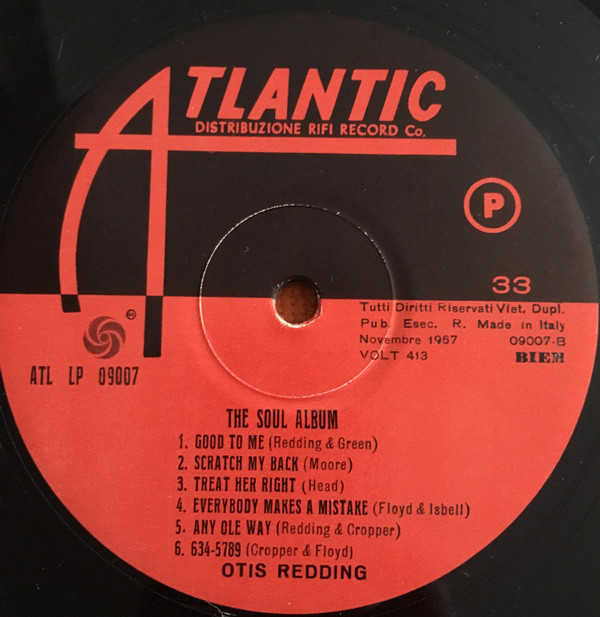 ATLANTIC
DISTRIBUZIONE RIFI RECORD Co.
P
33
Tutti Diritti Riservati Viet. Dupl.
Pub. Esec. R. Made in Italy
Novembre 1967 09007-B
VOLT 413 BIEM
ATL LP 09007
THE SOUL ALBUM
1. GOOD TO ME (Redding & Green)
2. SCRATCH MY BACK (Moore)
3. TREAT HER RIGHT (Head)
4. EVERYBODY MAKES A MISTAKE (Floyd & Isbell)
5. ANY OLE WAY (Redding & Cropper)
6. 634-5789 (Cropper & Floyd)
OTIS REDDING